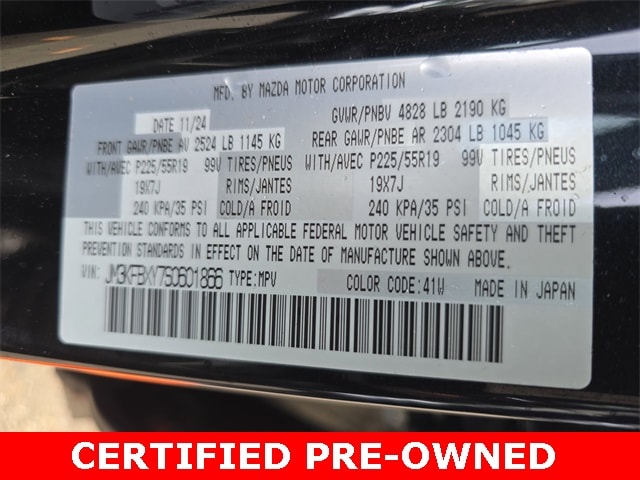 MFD. BY MAZDA MOTOR CORPORATION
DATE 11/24 GVWR/PNBV 4828 LB 2190 KG
FRONT GAWR/PNBE AV 2524 LB 1145 KG REAR GAWR/PNBE AR 2304 LB 1045 KG
WITH/AVEC P225/55R19 99V TIRES/PNEUS WITH/AVEC P225/55R19 99V TIRES/PNEUS
19X7J RIMS/JANTES 19X7J RIMS/JANTES
240 KPA/35 PSI COLD/A FROID 240 KPA/35 PSI COLD/A FROID
THIS VEHICLE CONFORMS TO ALL APPLICABLE FEDERAL MOTOR VEHICLE SAFETY AND THEFT
PREVENTION STANDARDS IN EFFECT ON THE DATE OF MANUFACTURE SHOWN ABOVE.
VIN: JM3KFBXY7S0601866 TYPE:MPV COLOR CODE:41W MADE IN JAPAN
CERTIFIED PRE-OWNED